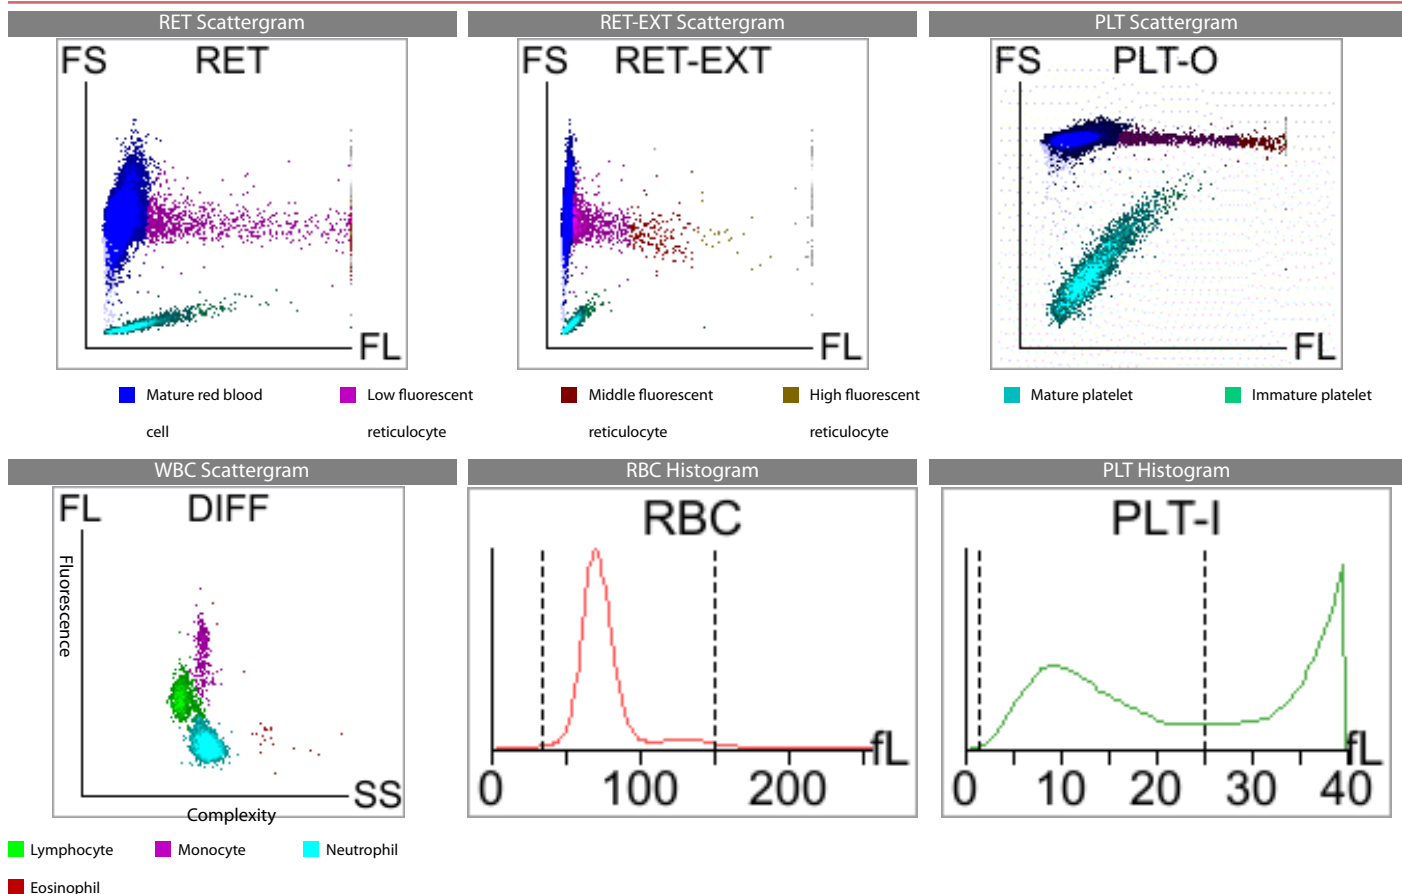 RET Scattergram
RET-EXT Scattergram
PLT Scattergram
FS RET
FL
FS RET-EXT
FL
FS PLT-O
FL
Mature red blood cell
Low fluorescent reticulocyte
Middle fluorescent reticulocyte
High fluorescent reticulocyte
Mature platelet
Immature platelet
WBC Scattergram
RBC Histogram
PLT Histogram
FL DIFF
Fluorescence
SS
Complexity
RBC
fL
0 100 200
PLT-I
fL
0 10 20 30 40
Lymphocyte
Monocyte
Neutrophil
Eosinophil